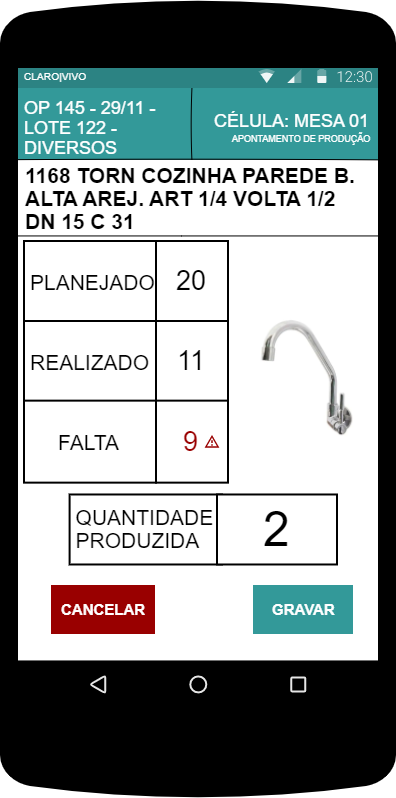 CLARO|VIVO 12:30
OP 145 - 29/11 -
LOTE 122 -
DIVERSOS
CÉLULA: MESA 01
APONTAMENTO DE PRODUÇÃO
1168 TORN COZINHA PAREDE B.
ALTA AREJ. ART 1/4 VOLTA 1/2
DN 15 C 31
PLANEJADO 20
REALIZADO 11
FALTA 9
QUANTIDADE
PRODUZIDA
2
CANCELAR
GRAVAR